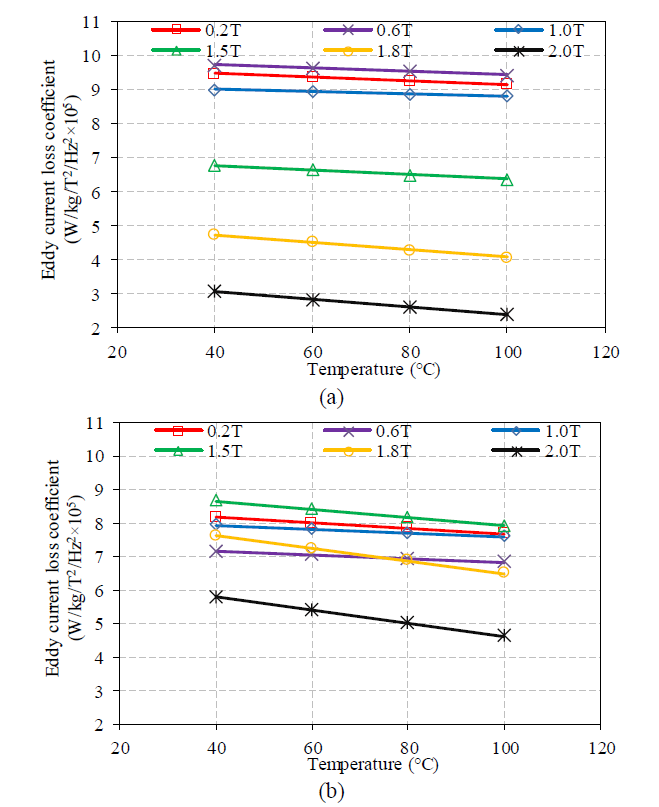 0.2T 0.6T 1.0T
1.5T 1.8T 2.0T
Eddy current loss coefficient
(W/kg/T²/Hz²×10⁵)
11
10
9
8
7
6
5
4
3
2
20 40 60 80 100 120
Temperature (°C)
(a)
0.2T 0.6T 1.0T
1.5T 1.8T 2.0T
Eddy current loss coefficient
(W/kg/T²/Hz²×10⁵)
11
10
9
8
7
6
5
4
3
2
20 40 60 80 100 120
Temperature (°C)
(b)